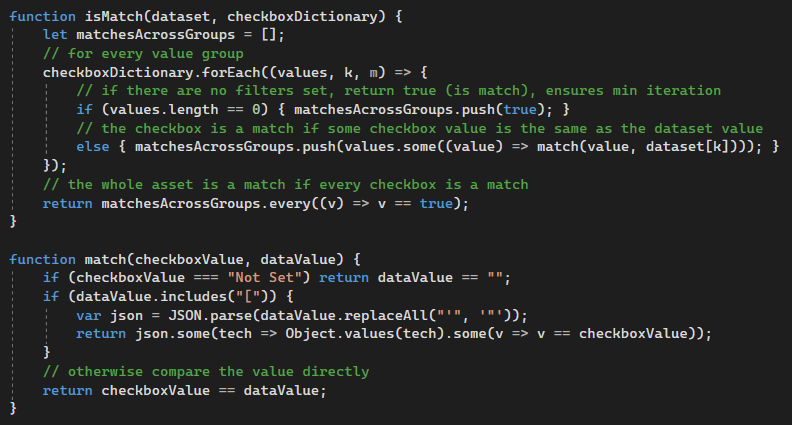 function isMatch(dataset, checkboxDictionary) {
    let matchesAcrossGroups = [];
    // for every value group
    checkboxDictionary.forEach((values, k, m) => {
        // if there are no filters set, return true (is match), ensures min iteration
        if (values.length == 0) { matchesAcrossGroups.push(true); }
        // the checkbox is a match if some checkbox value is the same as the dataset value
        else { matchesAcrossGroups.push(values.some((value) => match(value, dataset[k]))); }
    });
    // the whole asset is a match if every checkbox is a match
    return matchesAcrossGroups.every((v) => v == true);
}

function match(checkboxValue, dataValue) {
    if (checkboxValue === "Not Set") return dataValue == "";
    if (dataValue.includes("[")) {
        var json = JSON.parse(dataValue.replaceAll("'", '"'));
        return json.some(tech => Object.values(tech).some(v => v == checkboxValue));
    }
    // otherwise compare the value directly
    return checkboxValue == dataValue;
}